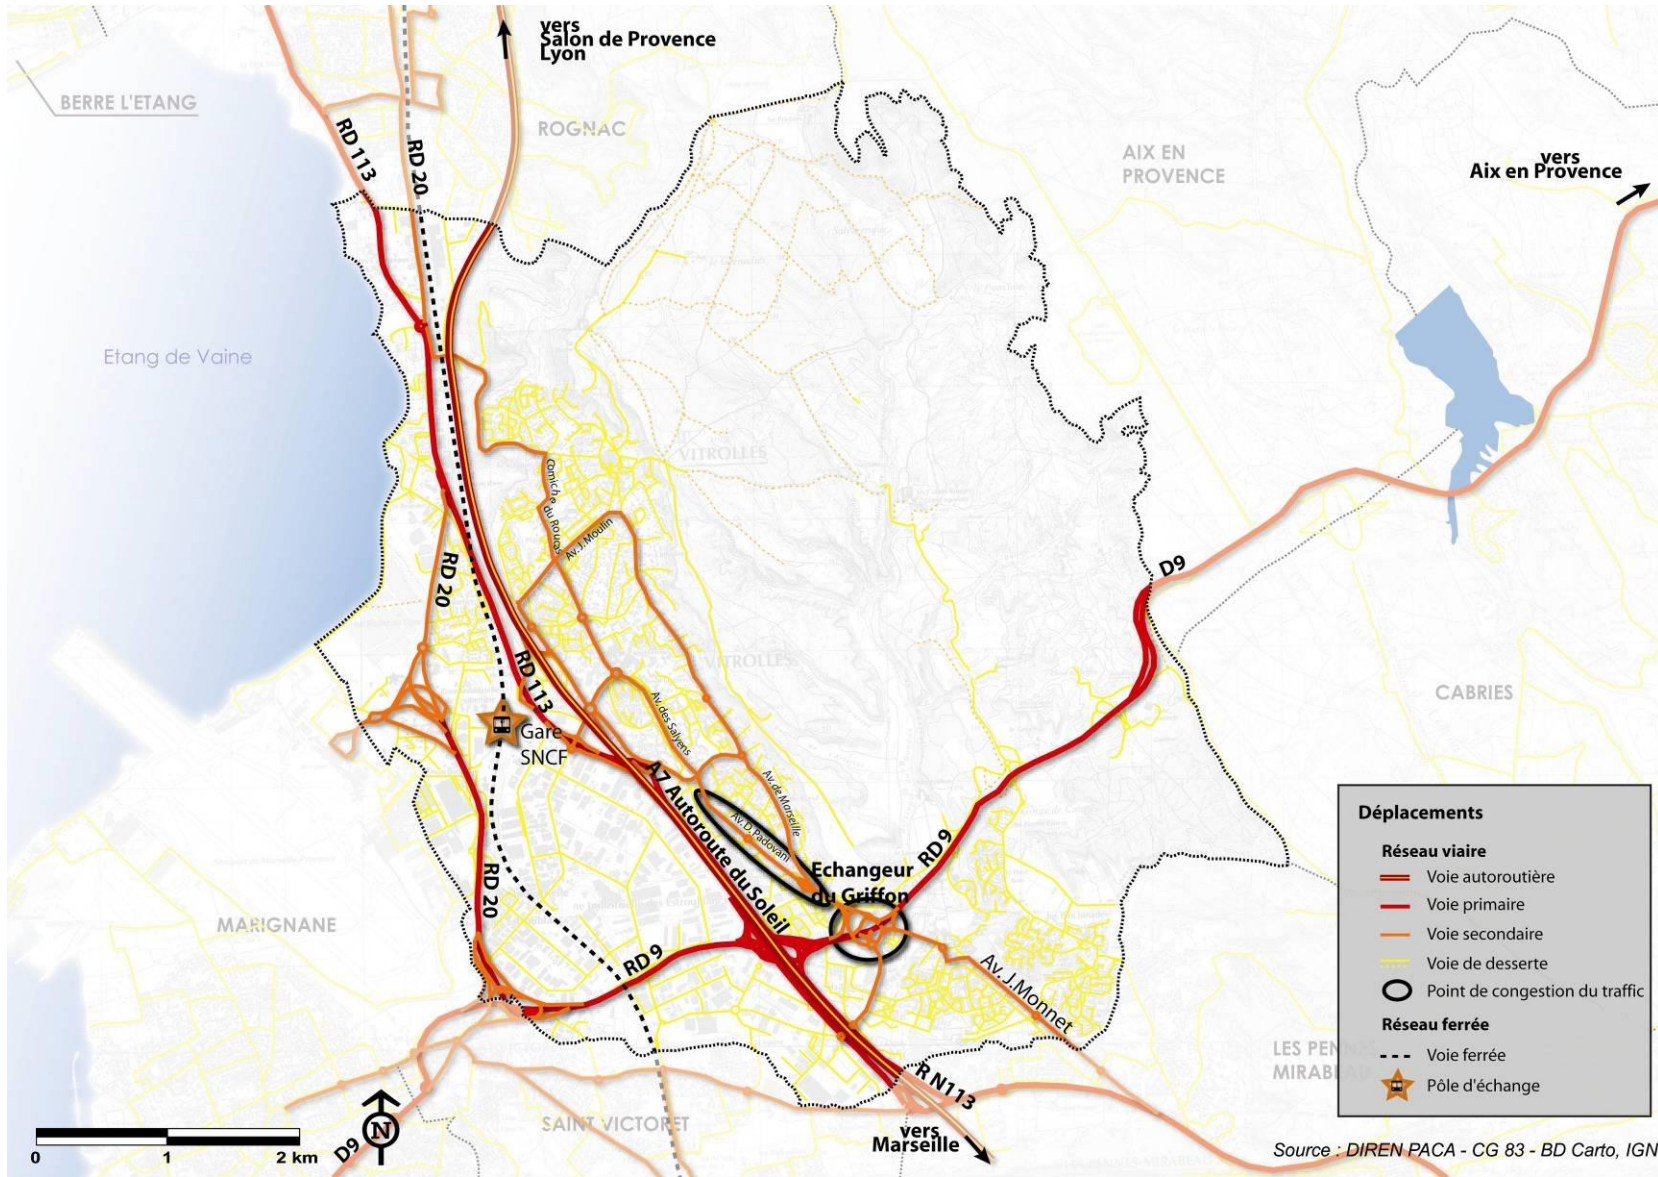 vers
Salon de Provence
Lyon
BERRE L'ETANG
ROGNAC
RD 113
RD 20
AIX EN
PROVENCE
vers
Aix en Provence
Etang de Vaine
VITROLLES
Corniche du Rouras
Av. J. Moulin
RD 20
D9
RD 113
VITROLLES
CABRIES
Av. des Salyens
Gare
SNCF
A7 Autoroute du Soleil
Av. de Marseille
Av. D. Padovani
Echangeur
du Griffon
RD 9
RD 20
MARIGNANE
RD 9
Av. J. Monnet
LES PENNES
MIRABEAU
R N113
SAINT VICTORET
vers
Marseille
D9
N
0 1 2 km
Déplacements
Réseau viaire
Voie autoroutière
Voie primaire
Voie secondaire
Voie de desserte
Point de congestion du traffic
Réseau ferrée
Voie ferrée
Pôle d'échange
Source : DIREN PACA - CG 83 - BD Carto, IGN